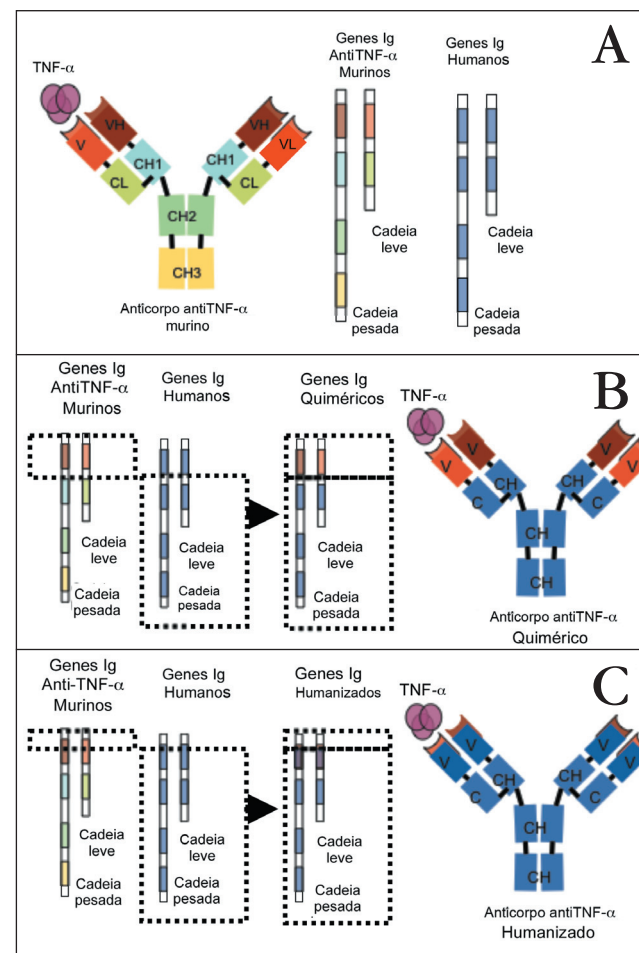 A
TNF-α
VH
V
CH1
CL
VH
VL
CH1
CL
CH2
CH3
Anticorpo antiTNF-α
murino
Genes Ig
AntiTNF-α
Murinos
Cadeia
leve
Cadeia
pesada
Genes Ig
Humanos
Cadeia
leve
Cadeia
pesada
B
Genes Ig
AntiTNF-α
Murinos
Cadeia
leve
Cadeia
pesada
Genes Ig
Humanos
Cadeia
leve
Cadeia
pesada
Genes Ig
Quiméricos
Cadeia
leve
Cadeia
pesada
TNF-α
V
V
CH
C
V
V
CH
C
CH
CH
Anticorpo antiTNF-α
Quimérico
C
Genes Ig
Anti-TNF-α
Murinos
Cadeia
leve
Cadeia
pesada
Genes Ig
Humanos
Cadeia
leve
Cadeia
pesada
Genes Ig
Humanizados
Cadeia
leve
Cadeia
pesada
TNF-α
V
V
CH
C
V
V
CH
C
CH
CH
Anticorpo antiTNF-α
Humanizado